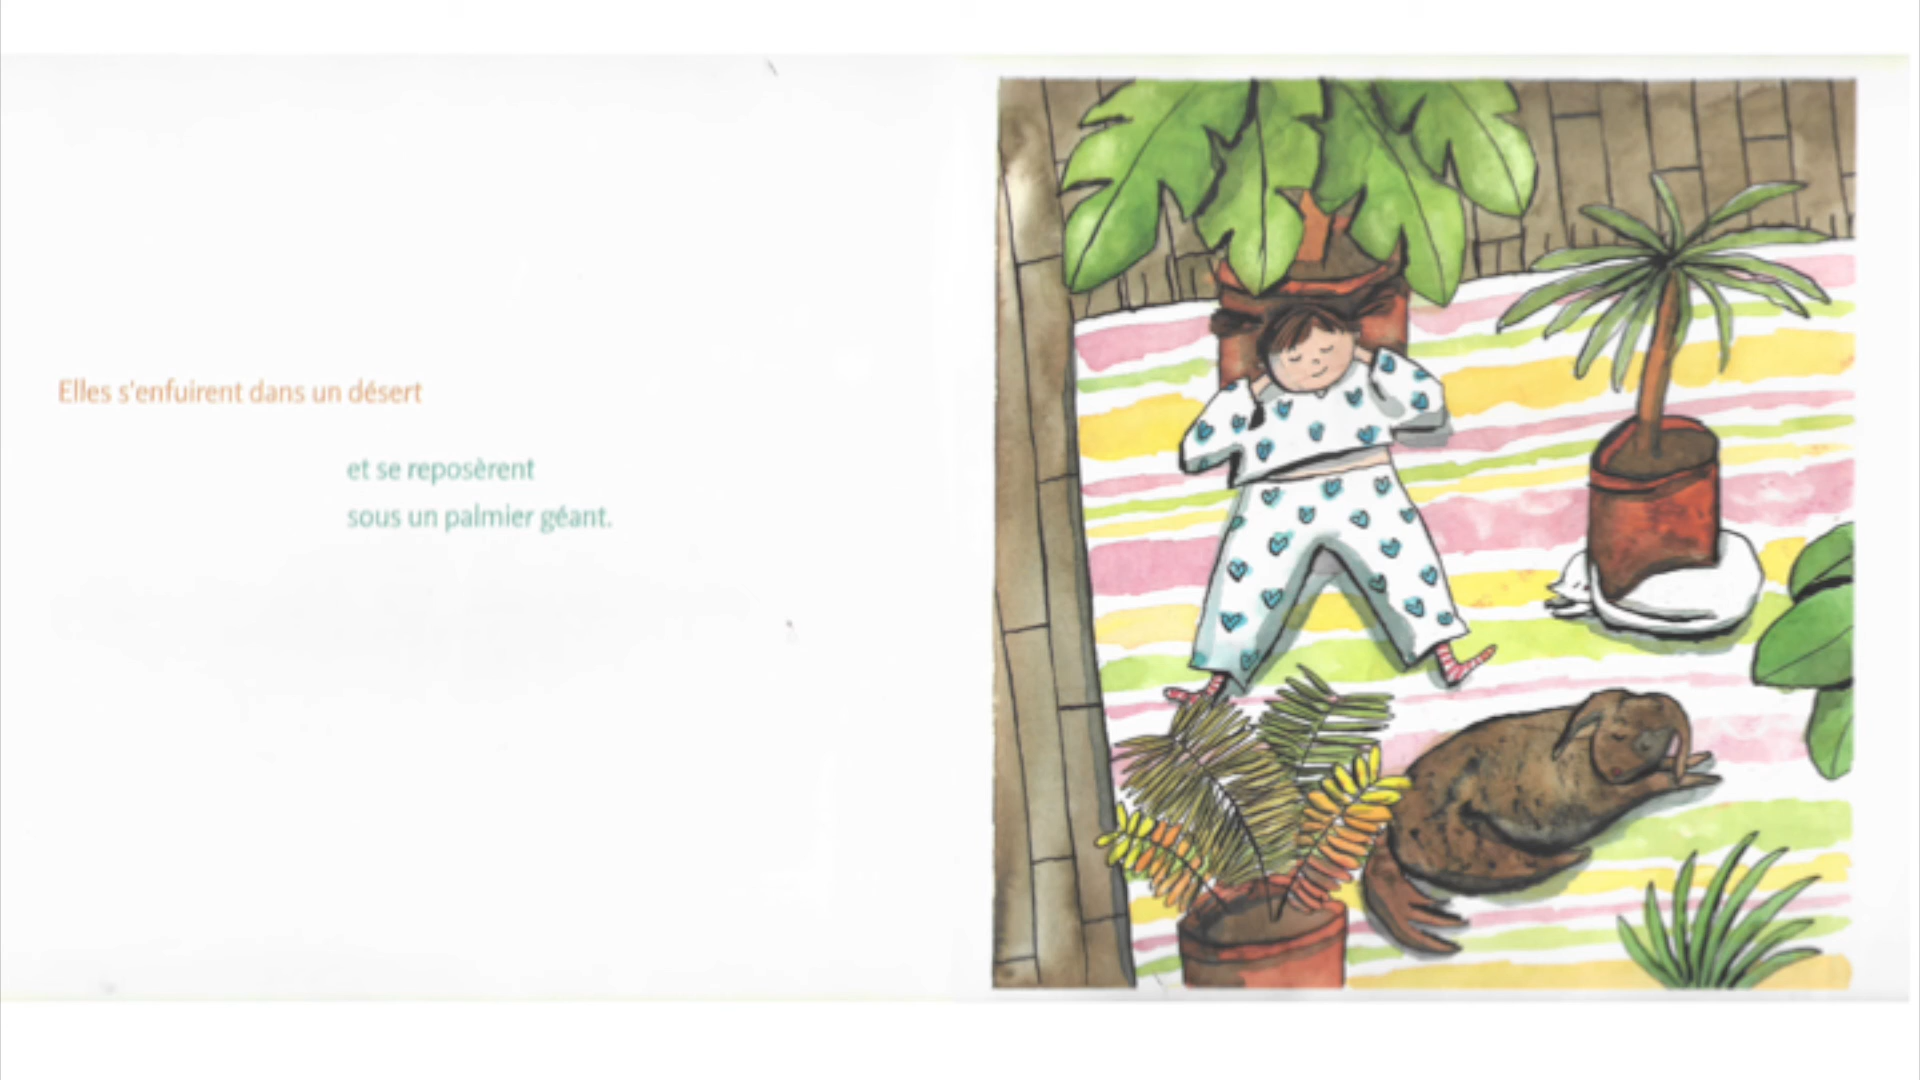 Elles s'enfuirent dans un désert
et se reposèrent
sous un palmier géant.